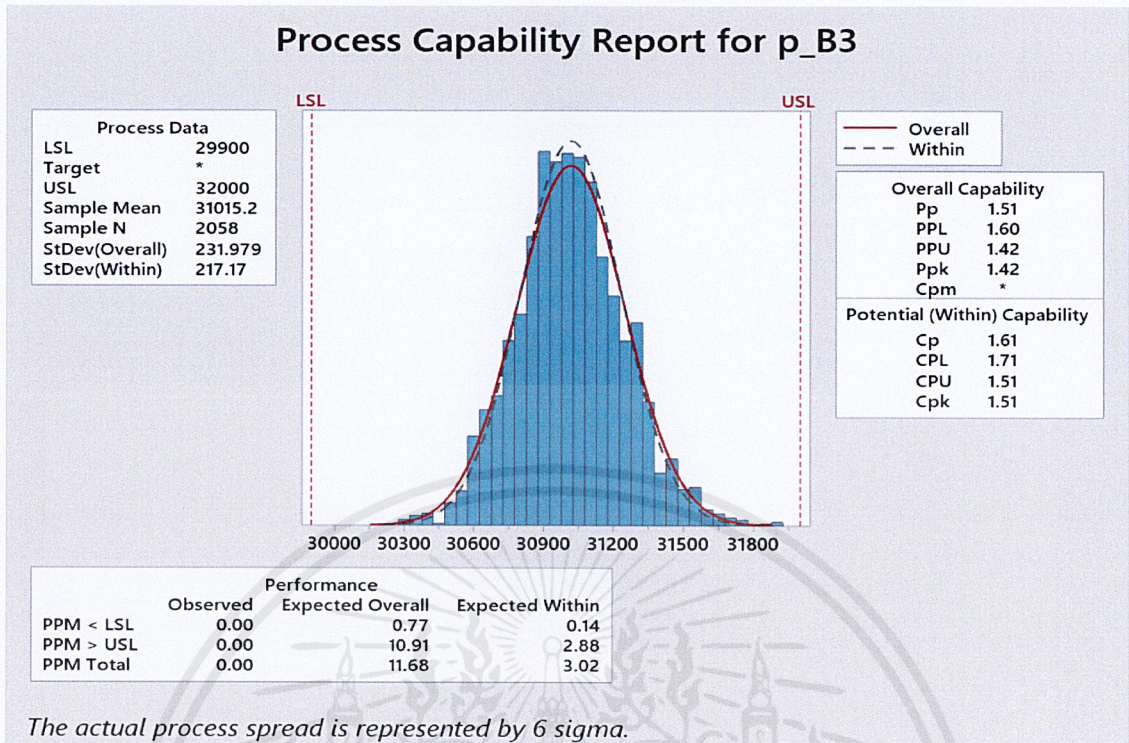 Process Capability Report for p_B3
LSL
USL
Process Data
LSL 29900
Target *
USL 32000
Sample Mean 31015.2
Sample N 2058
StDev(Overall) 231.979
StDev(Within) 217.17
Overall
Within
Overall Capability
Pp 1.51
PPL 1.60
PPU 1.42
Ppk 1.42
Cpm *
Potential (Within) Capability
Cp 1.61
CPL 1.71
CPU 1.51
Cpk 1.51
30000 30300 30600 30900 31200 31500 31800
Performance
Observed Expected Overall Expected Within
PPM < LSL 0.00 0.77 0.14
PPM > USL 0.00 10.91 2.88
PPM Total 0.00 11.68 3.02
The actual process spread is represented by 6 sigma.